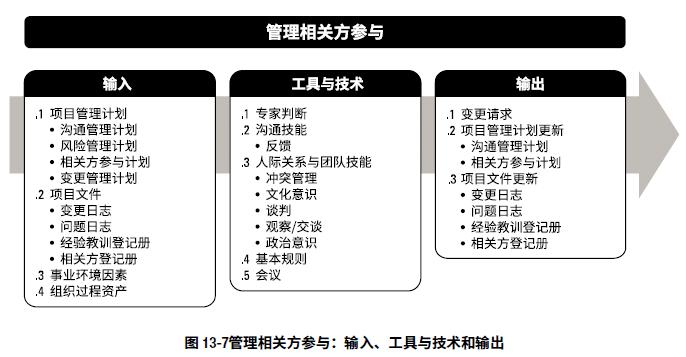 管理相关方参与
输入
.1 项目管理计划
• 沟通管理计划
• 风险管理计划
• 相关方参与计划
• 变更管理计划
.2 项目文件
• 变更日志
• 问题日志
• 经验教训登记册
• 相关方登记册
.3 事业环境因素
.4 组织过程资产
工具与技术
.1 专家判断
.2 沟通技能
• 反馈
.3 人际关系与团队技能
• 冲突管理
• 文化意识
• 谈判
• 观察/交谈
• 政治意识
.4 基本规则
.5 会议
输出
.1 变更请求
.2 项目管理计划更新
• 沟通管理计划
• 相关方参与计划
.3 项目文件更新
• 变更日志
• 问题日志
• 经验教训登记册
• 相关方登记册
图 13-7管理相关方参与：输入、工具与技术和输出